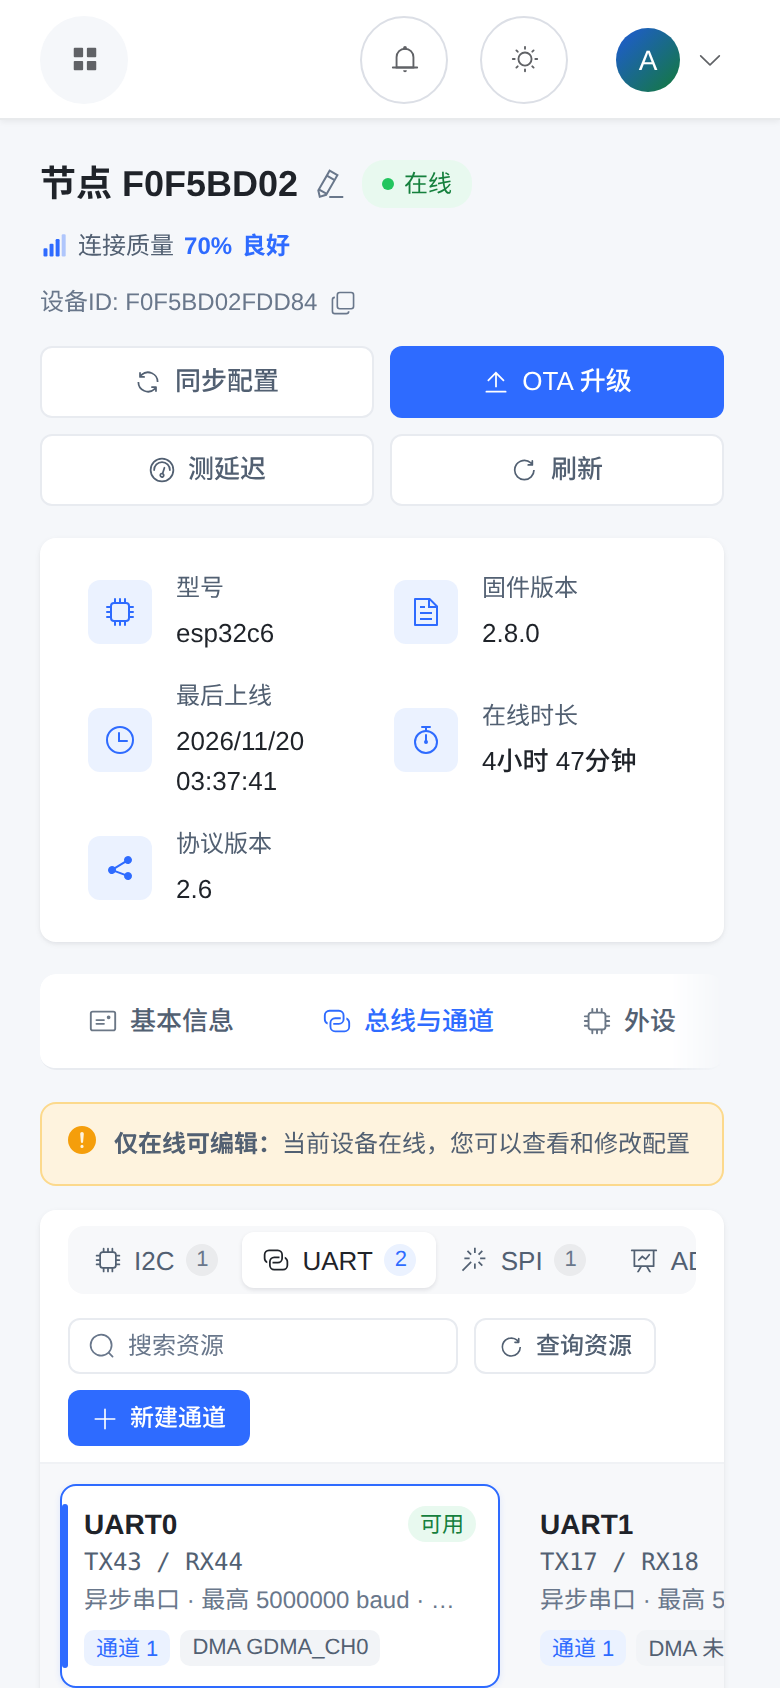 A
节点 F0F5BD02
在线
连接质量 70% 良好
设备ID: F0F5BD02FDD84
同步配置
OTA 升级
测延迟
刷新
型号
esp32c6
固件版本
2.8.0
最后上线
2026/11/20
03:37:41
在线时长
4小时 47分钟
协议版本
2.6
基本信息
总线与通道
外设
仅在线可编辑：当前设备在线，您可以查看和修改配置
I2C 1
UART 2
SPI 1
AD
搜索资源
查询资源
新建通道
UART0
可用
TX43 / RX44
异步串口 · 最高 5000000 baud · …
通道 1
DMA GDMA_CH0
UART1
TX17 / RX18
异步串口 · 最高 5
通道 1
DMA 未